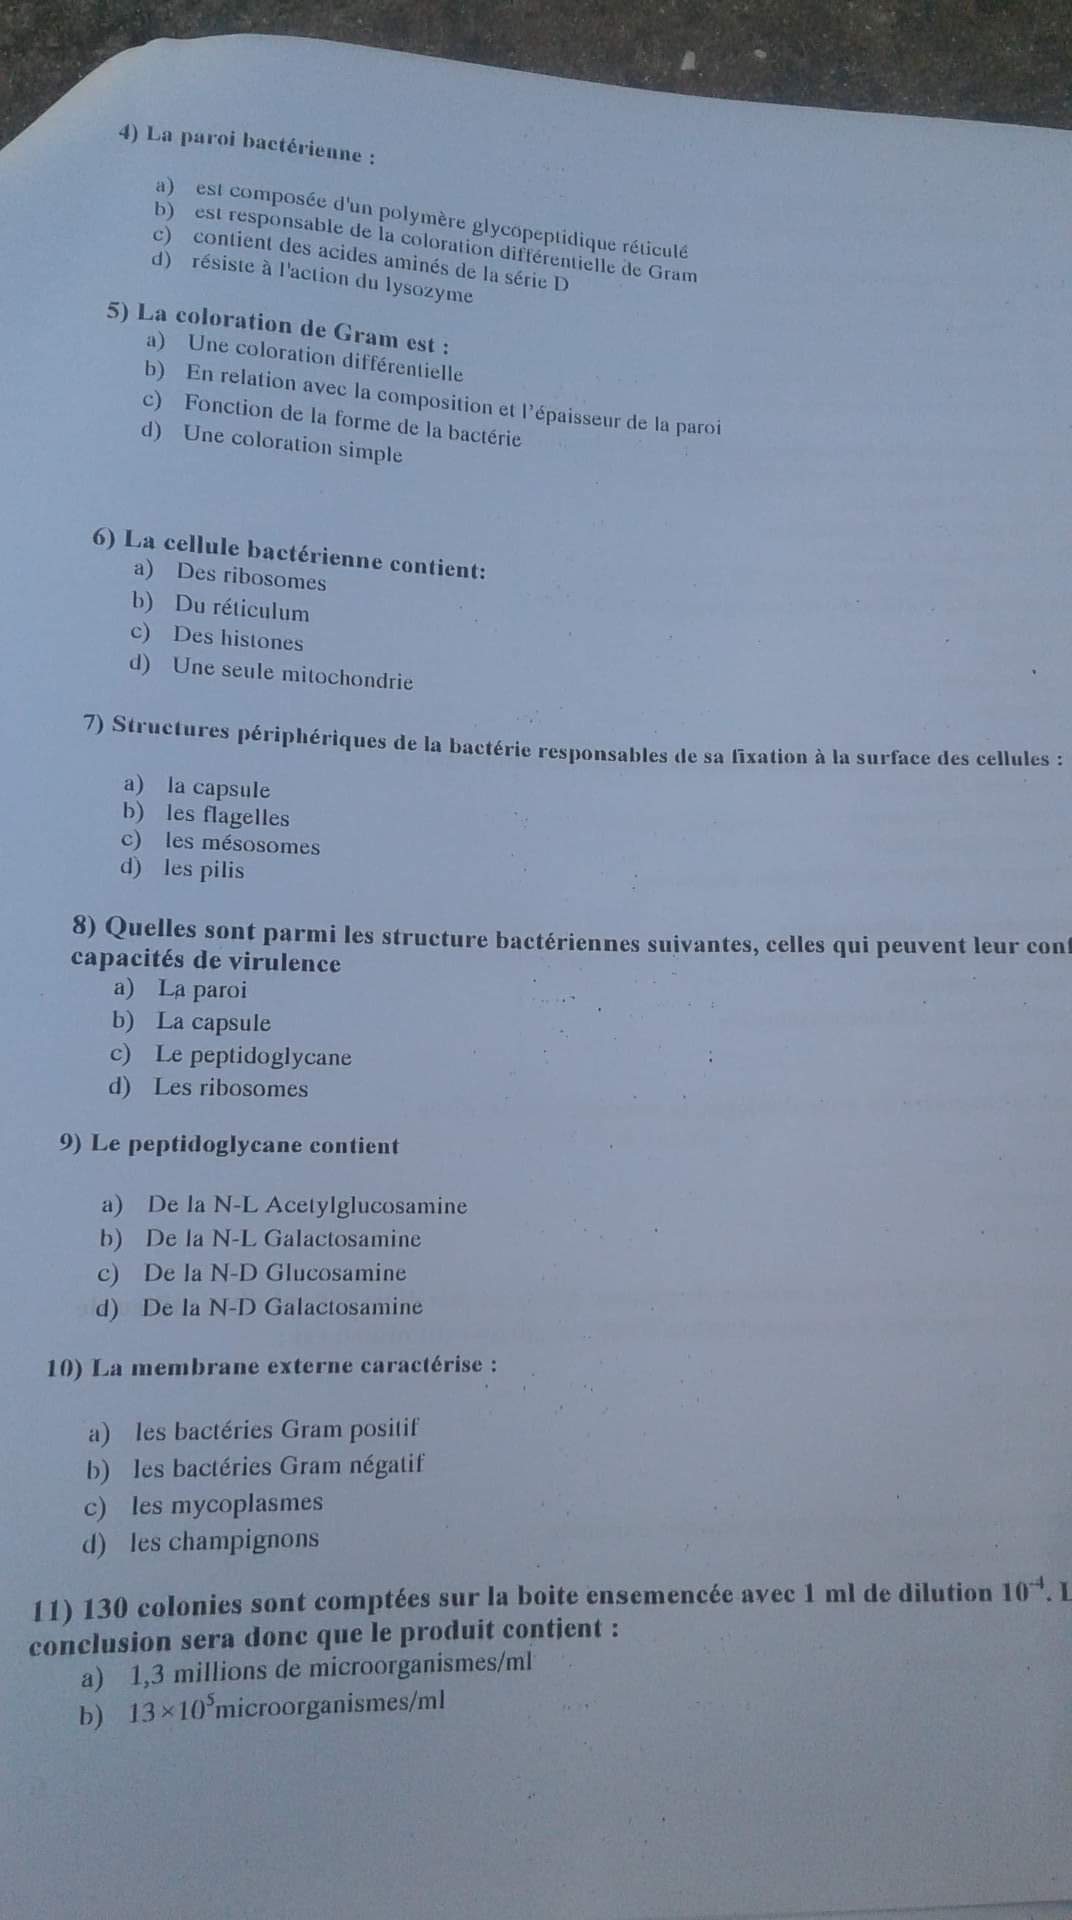 4) La paroi bactérienne :
a) est composée d'un polymère glycopeptidique réticulé
b) est responsable de la coloration différentielle de Gram
c) contient des acides aminés de la série D
d) résiste à l'action du lysozyme
5) La coloration de Gram est :
a) Une coloration différentielle
b) En relation avec la composition et l'épaisseur de la paroi
c) Fonction de la forme de la bactérie
d) Une coloration simple
6) La cellule bactérienne contient:
a) Des ribosomes
b) Du réticulum
c) Des histones
d) Une seule mitochondrie
7) Structures périphériques de la bactérie responsables de sa fixation à la surface des cellules :
a) la capsule
b) les flagelles
c) les mésosomes
d) les pilis
8) Quelles sont parmi les structure bactériennes suivantes, celles qui peuvent leur conf
capacités de virulence
a) La paroi
b) La capsule
c) Le peptidoglycane
d) Les ribosomes
9) Le peptidoglycane contient
a) De la N-L Acetylglucosamine
b) De la N-L Galactosamine
c) De la N-D Glucosamine
d) De la N-D Galactosamine
10) La membrane externe caractérise :
a) les bactéries Gram positif
b) les bactéries Gram négatif
c) les mycoplasmes
d) les champignons
11) 130 colonies sont comptées sur la boite ensemencée avec 1 ml de dilution 10⁻⁴. L
conclusion sera donc que le produit contient :
a) 1,3 millions de microorganismes/ml
b) 13×10⁵microorganismes/ml